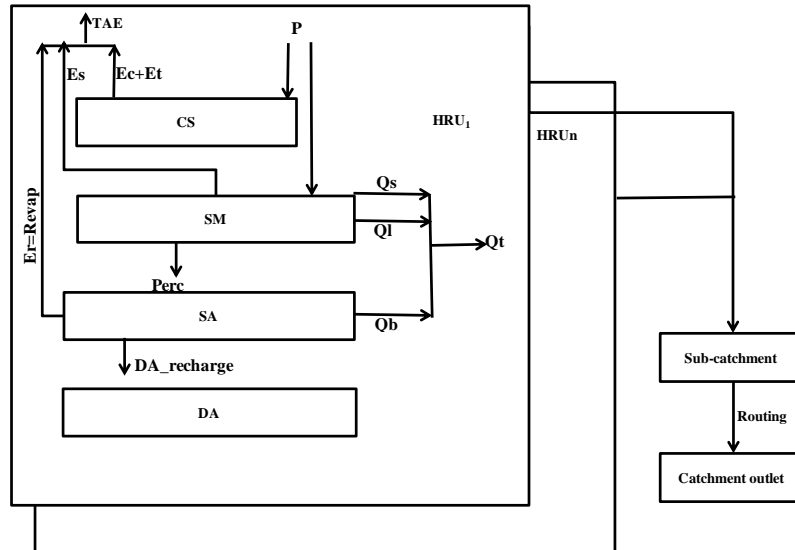 TAE
P
Es
Ec+Et
CS
HRU1
HRUn
Er=Revap
Qs
SM
Ql
Qt
Perc
SA
Qb
DA_recharge
DA
Sub-catchment
Routing
Catchment outlet